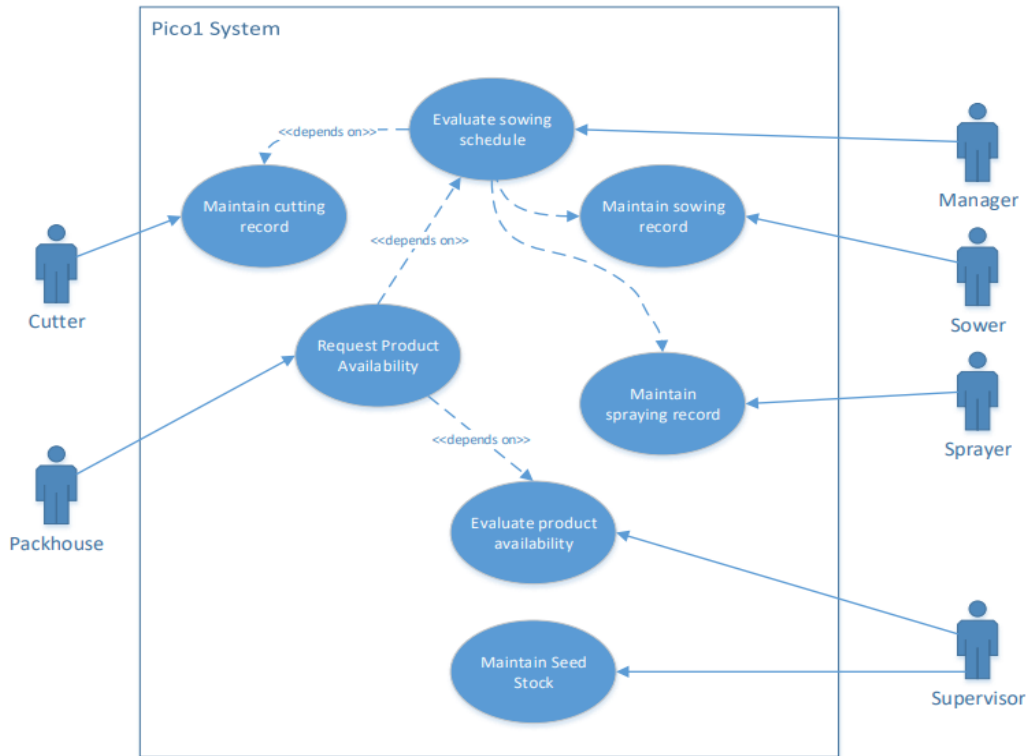 Pico1 System
Evaluate sowing
schedule
<<depends on>>
Manager
Maintain cutting
record
Maintain sowing
record
<<depends on>>
Cutter
Sower
Request Product
Availability
Maintain
spraying record
<<depends on>>
Sprayer
Packhouse
Evaluate product
availability
Maintain Seed
Stock
Supervisor